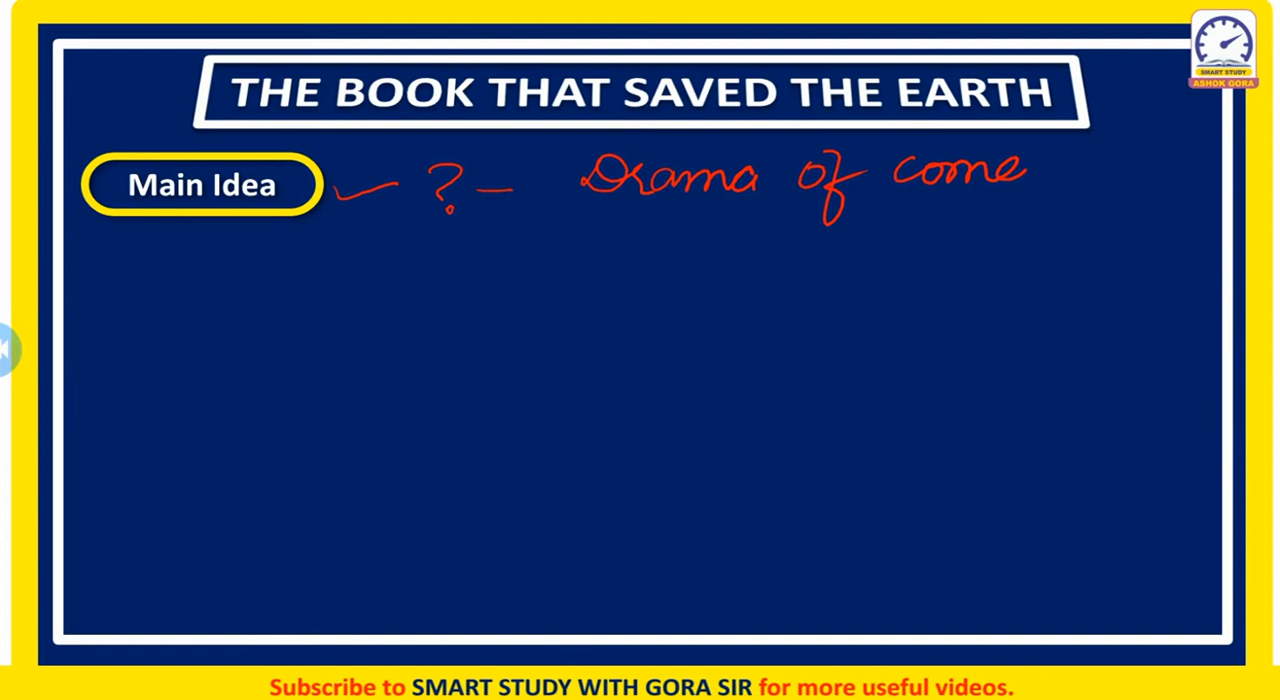 SMART STUDY
ASHOK GORA
THE BOOK THAT SAVED THE EARTH
Main Idea ? - Drama of come
Subscribe to SMART STUDY WITH GORA SIR for more useful videos.